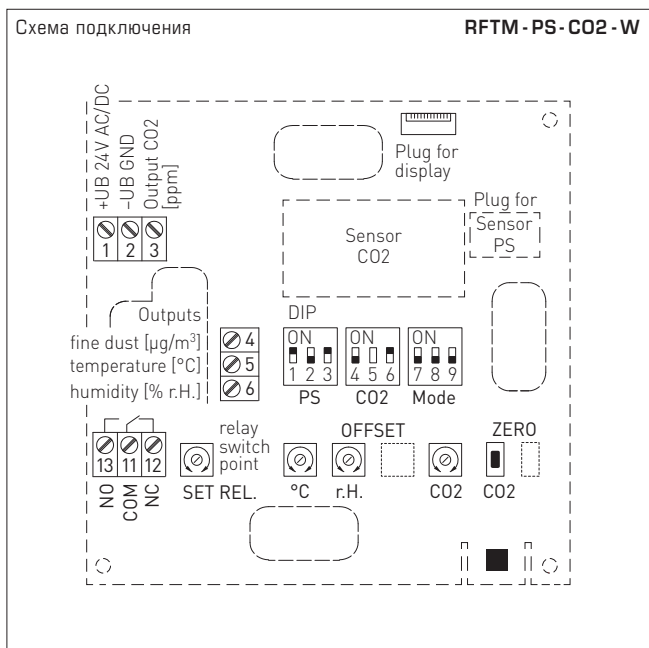 Схема подключения
RFTM-PS-CO2-W
+UB 24V AC/DC
–UB GND
Output CO2
[ppm]
1 2 3
Plug for
display
Plug for
Sensor
PS
Sensor
CO2
Outputs
fine dust [µg/m³]
temperature [°C]
humidity [% r.H.]
4
5
6
DIP
ON
1 2 3
PS
ON
4 5 6
CO2
ON
7 8 9
Mode
13 11 12
NO
COM
NC
relay
switch
point
SET REL.
OFFSET
°C
r.H.
CO2
ZERO
CO2